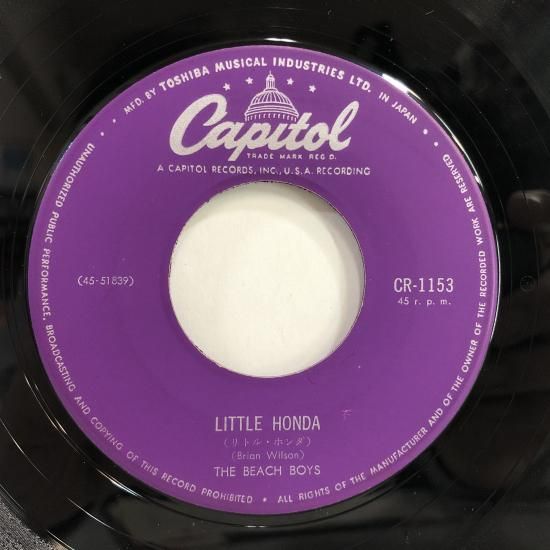 • MFD. BY TOSHIBA MUSICAL INDUSTRIES LTD. IN JAPAN •
Capitol
TRADE MARK REG D.
A CAPITOL RECORDS, INC., U.S.A. RECORDING
(45-51839)
CR-1153
45 r. p. m.
LITTLE HONDA
(リトル・ホンダ)
(Brian Wilson)
THE BEACH BOYS
• UNAUTHORIZED PUBLIC PERFORMANCE, BROADCASTING AND COPYING OF THIS RECORD PROHIBITED • ALL RIGHTS OF THE MANUFACTURER AND OF THE OWNER OF THE RECORDED WORK ARE RESERVED •